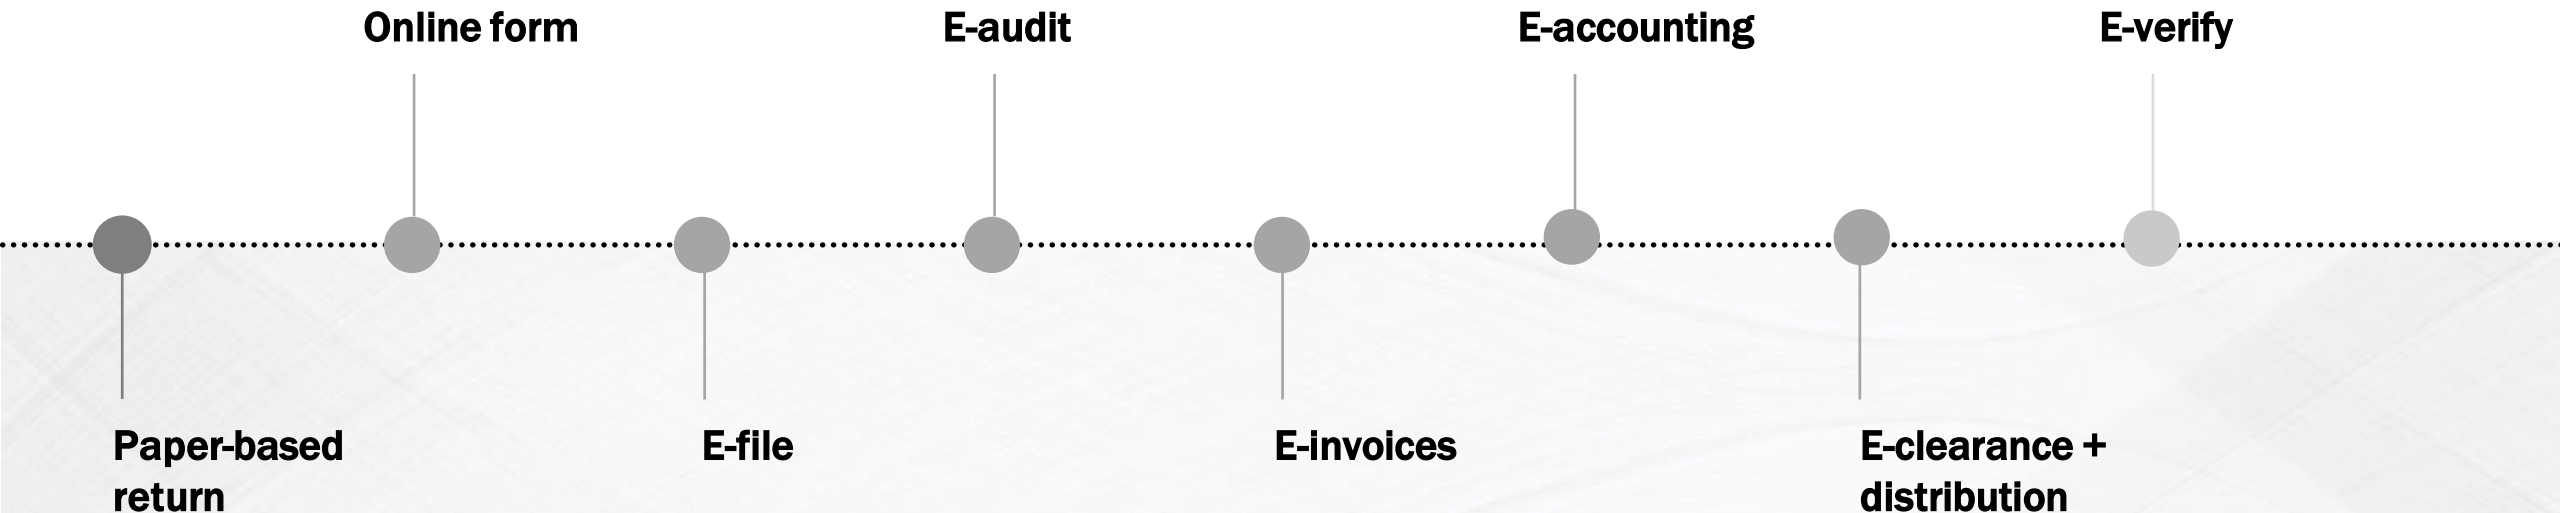 Online form
E-audit
E-accounting
E-verify
Paper-based
return
E-file
E-invoices
E-clearance +
distribution